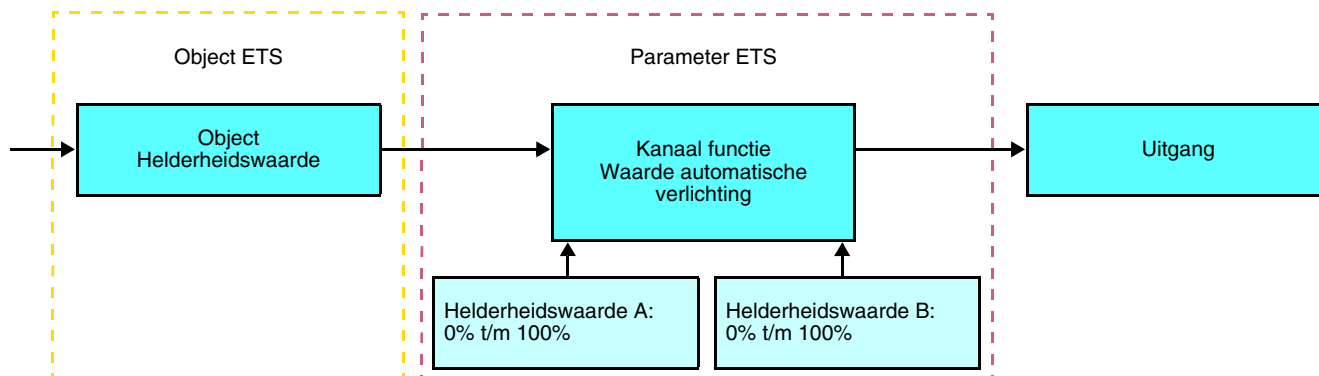 Object ETS
Parameter ETS
Object
Helderheidswaarde
Kanaal functie
Waarde automatische
verlichting
Uitgang
Helderheidswaarde A:
0% t/m 100%
Helderheidswaarde B:
0% t/m 100%